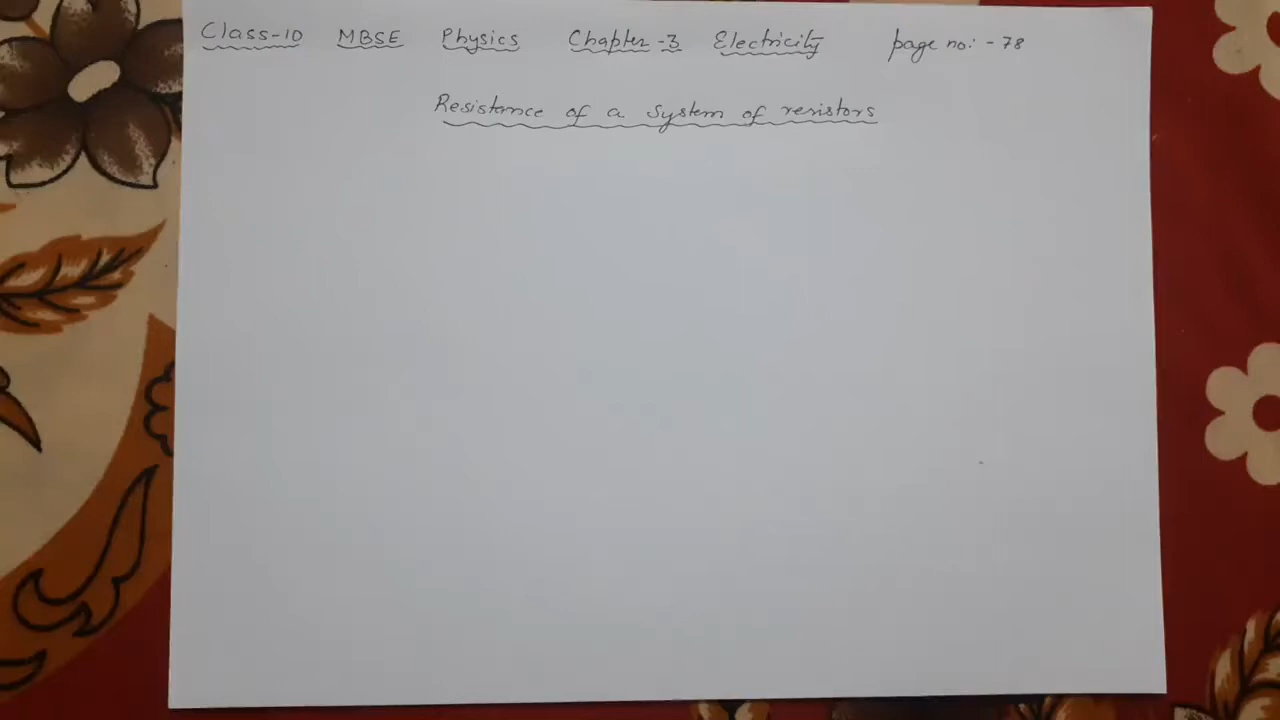 Class-10 MBSE Physics Chapter-3 Electricity page no:-78
Resistance of a system of resistors